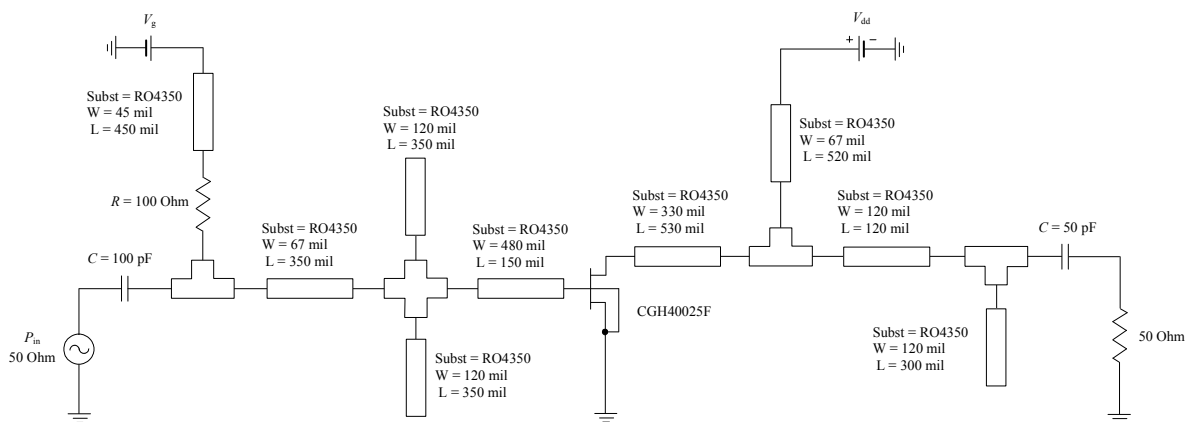 Vg
Vdd
+ −
Subst = RO4350
W = 45 mil
L = 450 mil
Subst = RO4350
W = 120 mil
L = 350 mil
Subst = RO4350
W = 67 mil
L = 520 mil
R = 100 Ohm
Subst = RO4350
W = 67 mil
L = 350 mil
Subst = RO4350
W = 480 mil
L = 150 mil
Subst = RO4350
W = 330 mil
L = 530 mil
Subst = RO4350
W = 120 mil
L = 120 mil
C = 100 pF
C = 50 pF
CGH40025F
Pin
50 Ohm
Subst = RO4350
W = 120 mil
L = 350 mil
Subst = RO4350
W = 120 mil
L = 300 mil
50 Ohm